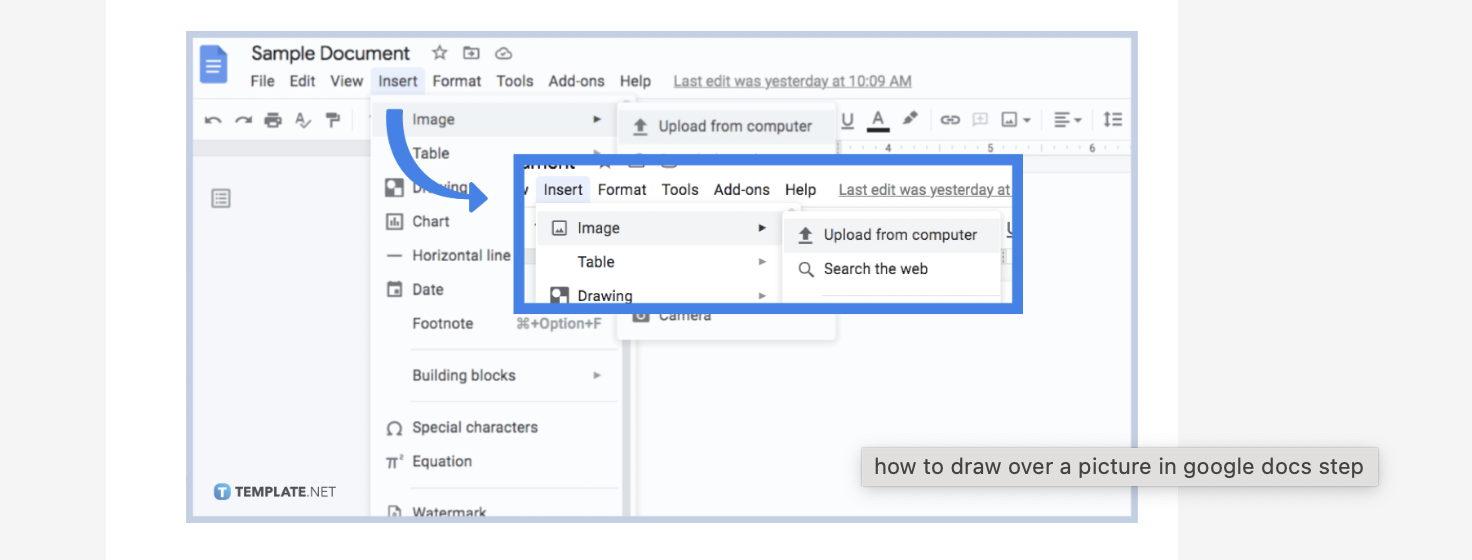 Sample Document
File Edit View Insert Format Tools Add-ons Help Last edit was yesterday at 10:09 AM
Image
Upload from computer
U A
4 5 6
Table
Drawing
Insert Format Tools Add-ons Help Last edit was yesterday at
Image
Upload from computer
Table
Search the web
Drawing
Chart
Horizontal line
Date
Camera
Footnote ⌘+Option+F
Building blocks
Ω Special characters
π² Equation
how to draw over a picture in google docs step
T TEMPLATE.NET
Watermark